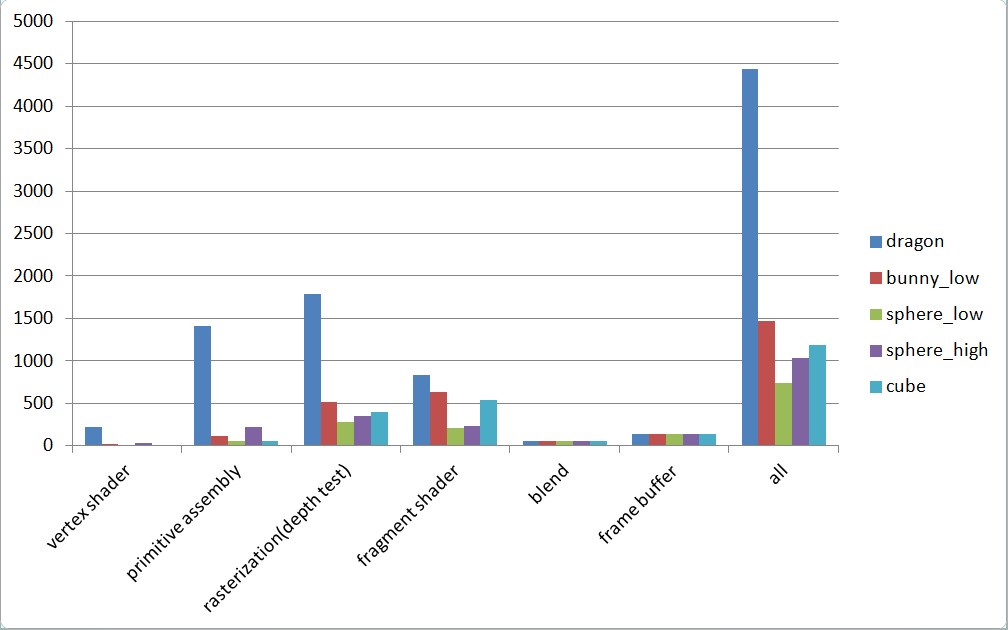 5000
4500
4000
3500
3000
2500
2000
1500
1000
500
0
vertex shader
primitive assembly
rasterization(depth test)
fragment shader
blend
frame buffer
all
dragon
bunny_low
sphere_low
sphere_high
cube